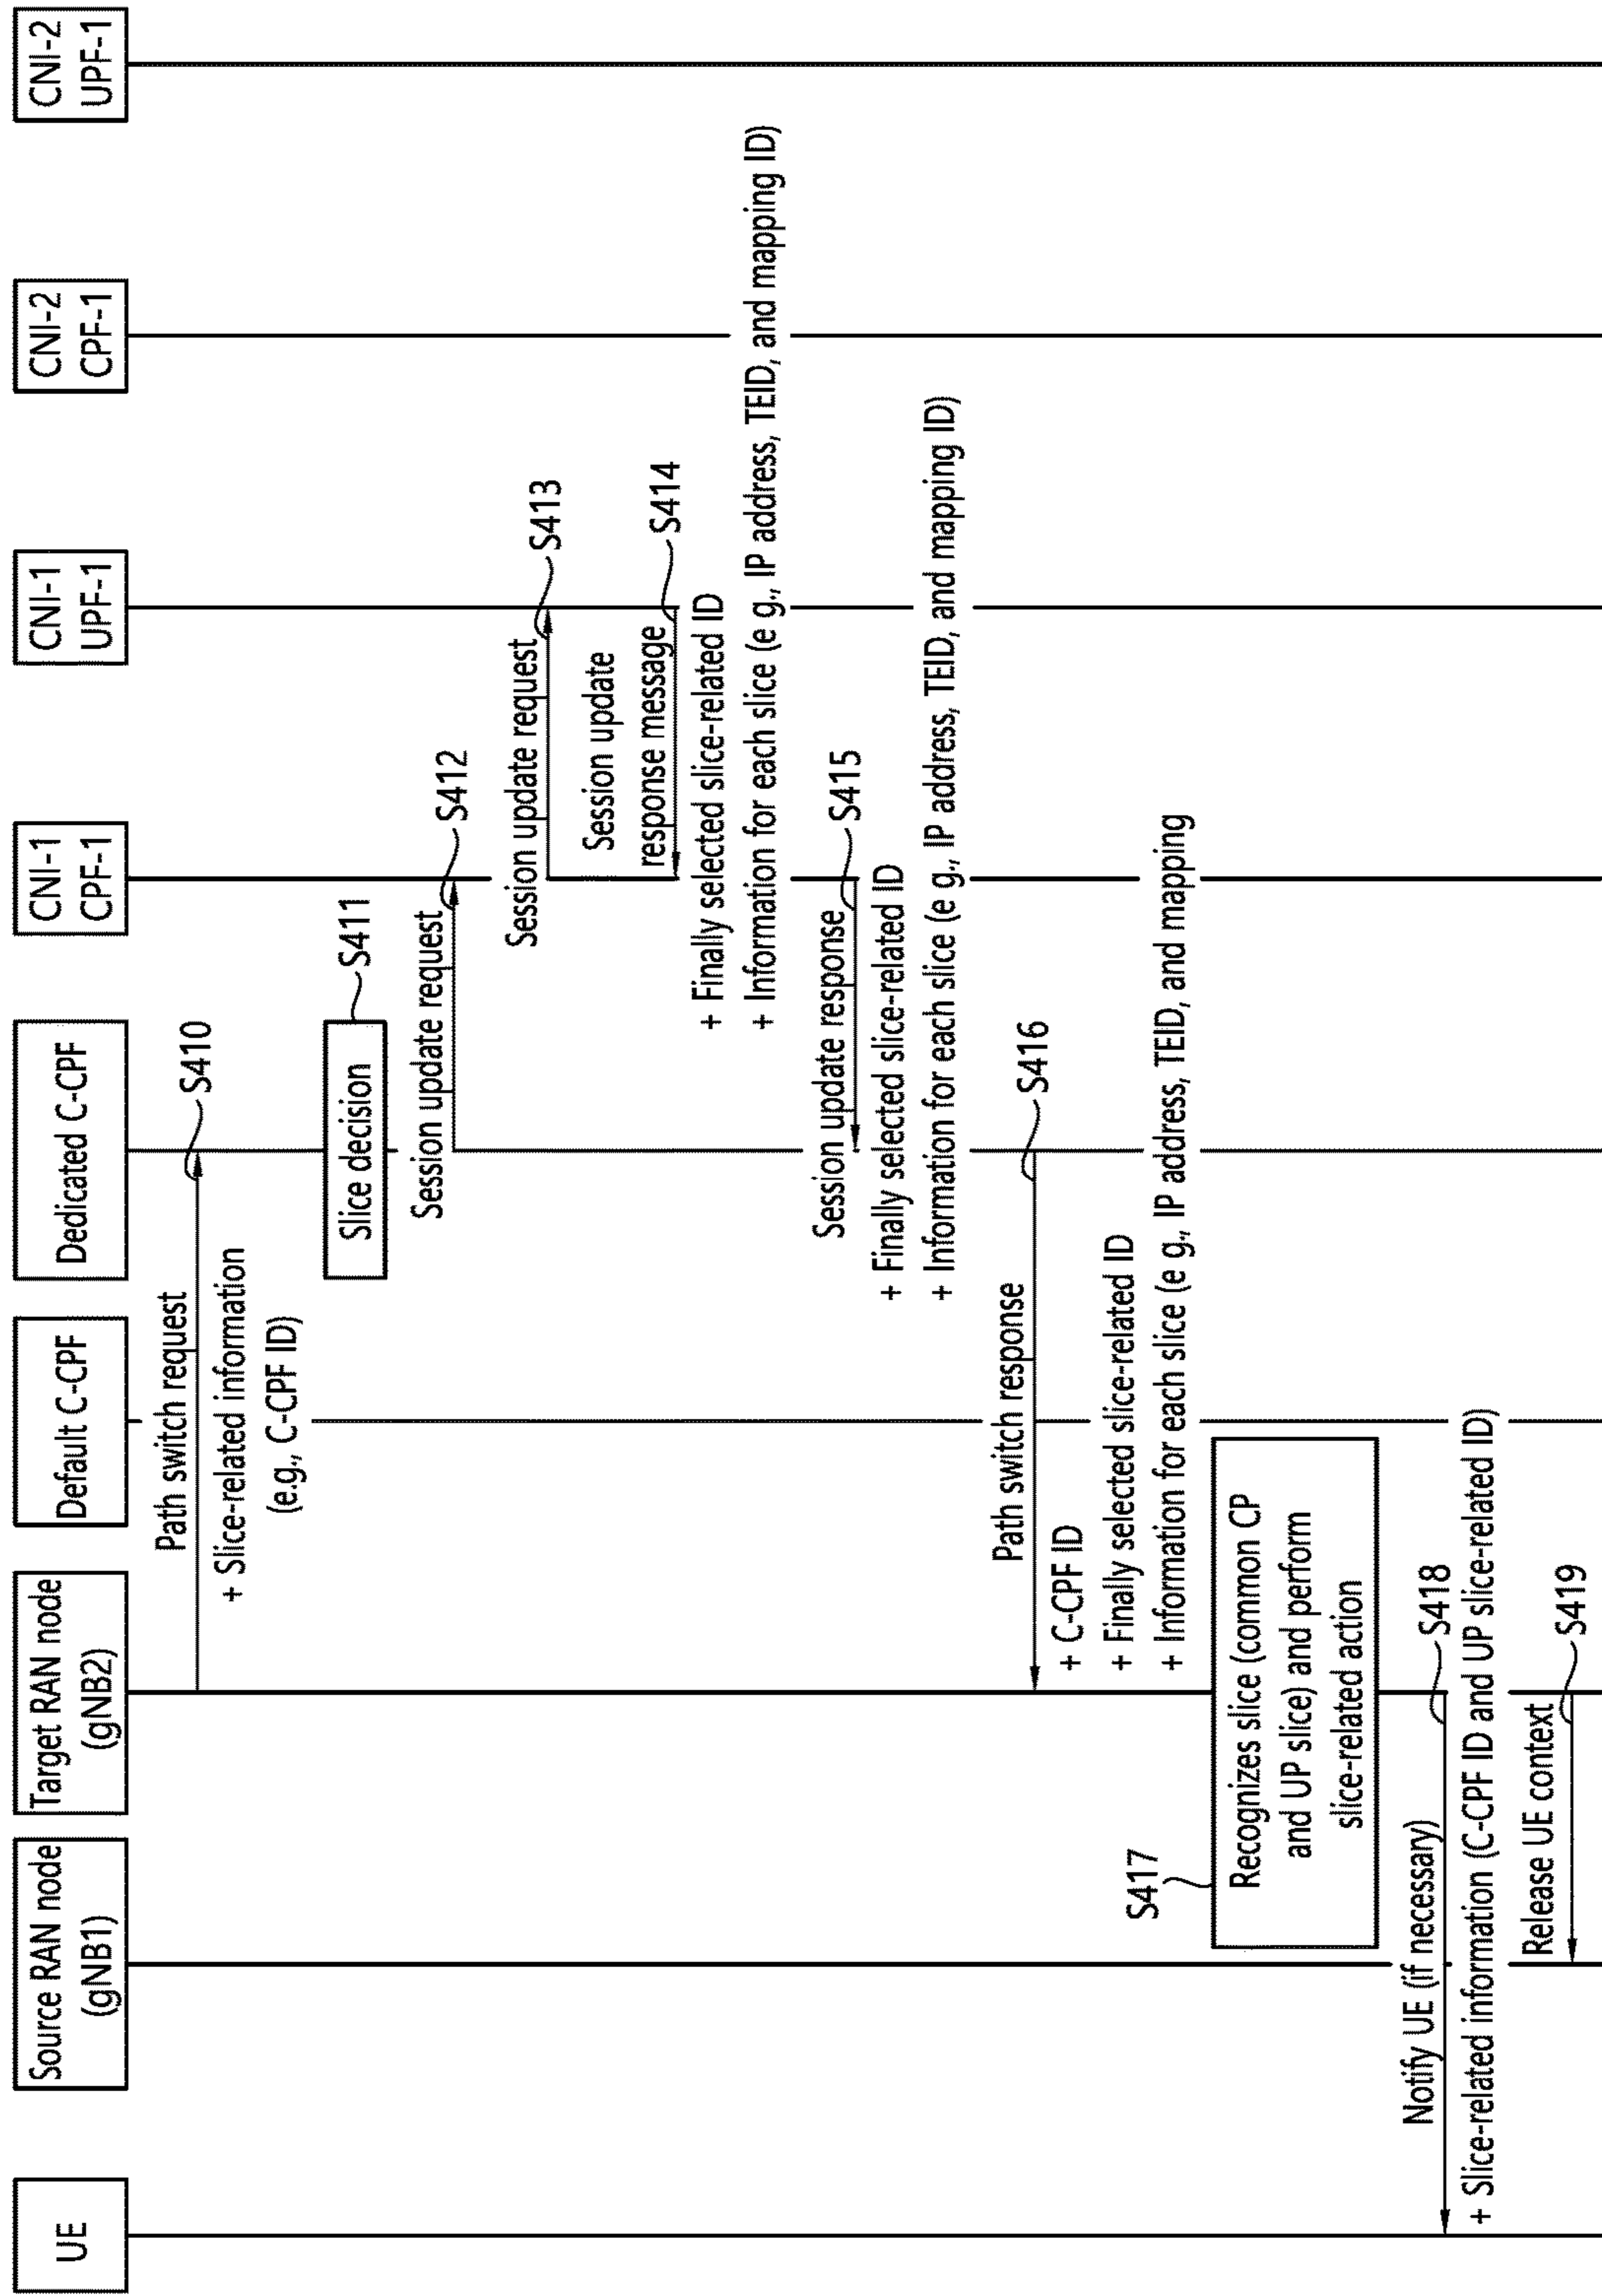 UE
Source RAN node
(gNB1)
Target RAN node
(gNB2)
Default C-CPF
Dedicated C-CPF
CNI-1
CPF-1
CNI-1
UPF-1
CNI-2
CPF-1
CNI-2
UPF-1
Path switch request
S410
+ Slice-related information
(e.g., C-CPF ID)
Slice decision
S411
Session update request
S412
Session update request
S413
Session update
response message
S414
+ Finally selected slice-related ID
+ Information for each slice (e g., IP address, TEID, and mapping ID)
Session update response
S415
+ Finally selected slice-related ID
+ Information for each slice (e g., IP address, TEID, and mapping ID)
Path switch response
S416
+ C-CPF ID
+ Finally selected slice-related ID
+ Information for each slice (e g., IP address, TEID, and mapping
S417
Recognizes slice (common CP
and UP slice) and perform
slice-related action
Notify UE (if necessary)
S418
+ Slice-related information (C-CPF ID and UP slice-related ID)
Release UE context
S419